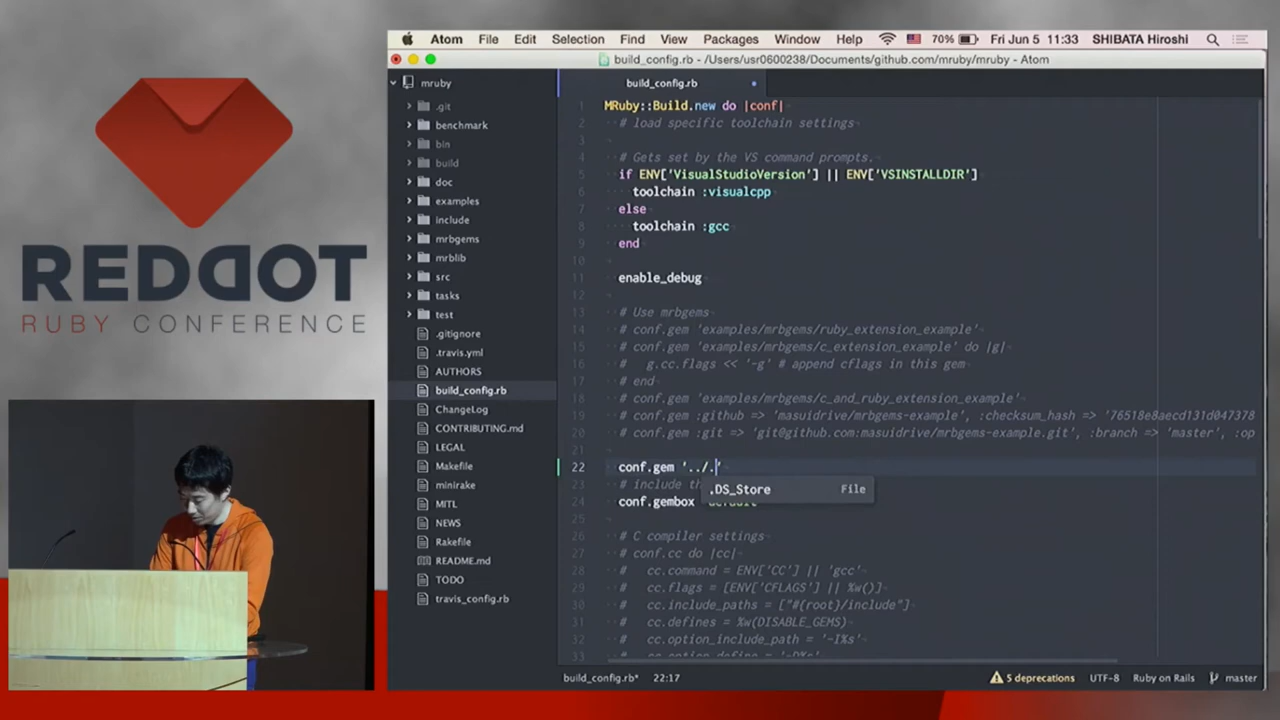 REDDOT
RUBY CONFERENCE
Atom File Edit Selection Find View Packages Window Help 70% Fri Jun 5 11:33 SHIBATA Hiroshi
build_config.rb - /Users/usr0600238/Documents/github.com/mruby/mruby - Atom
mruby
.git
benchmark
bin
build
doc
examples
include
mrbgems
mrblib
src
tasks
test
.gitignore
.travis.yml
AUTHORS
build_config.rb
ChangeLog
CONTRIBUTING.md
LEGAL
Makefile
minirake
MITL
NEWS
Rakefile
README.md
TODO
travis_config.rb
build_config.rb
1 MRuby::Build.new do |conf|
2 # load specific toolchain settings
3
4 # Gets set by the VS command prompts.
5 if ENV['VisualStudioVersion'] || ENV['VSINSTALLDIR']
6 toolchain :visualcpp
7 else
8 toolchain :gcc
9 end
10
11 enable_debug
12
13 # Use mrbgems
14 # conf.gem 'examples/mrbgems/ruby_extension_example'
15 # conf.gem 'examples/mrbgems/c_extension_example' do |g|
16 # g.cc.flags << '-g' # append cflags in this gem
17 # end
18 # conf.gem 'examples/mrbgems/c_and_ruby_extension_example'
19 # conf.gem :github => 'masuidrive/mrbgems-example', :checksum_hash => '76518e8aecd131d047378
20 # conf.gem :git => 'git@github.com:masuidrive/mrbgems-example.git', :branch => 'master', :op
21
22 conf.gem '../.'
23 # include th
.DS_Store File
24 conf.gembox default
25
26 # C compiler settings
27 # conf.cc do |cc|
28 # cc.command = ENV['CC'] || 'gcc'
29 # cc.flags = [ENV['CFLAGS'] || %w()]
30 # cc.include_paths = ["#{root}/include"]
31 # cc.defines = %w(DISABLE_GEMS)
32 # cc.option_include_path = '-I%s'
33 # cc.option_define = '-D%s'
build_config.rb* 22:17 5 deprecations UTF-8 Ruby on Rails master